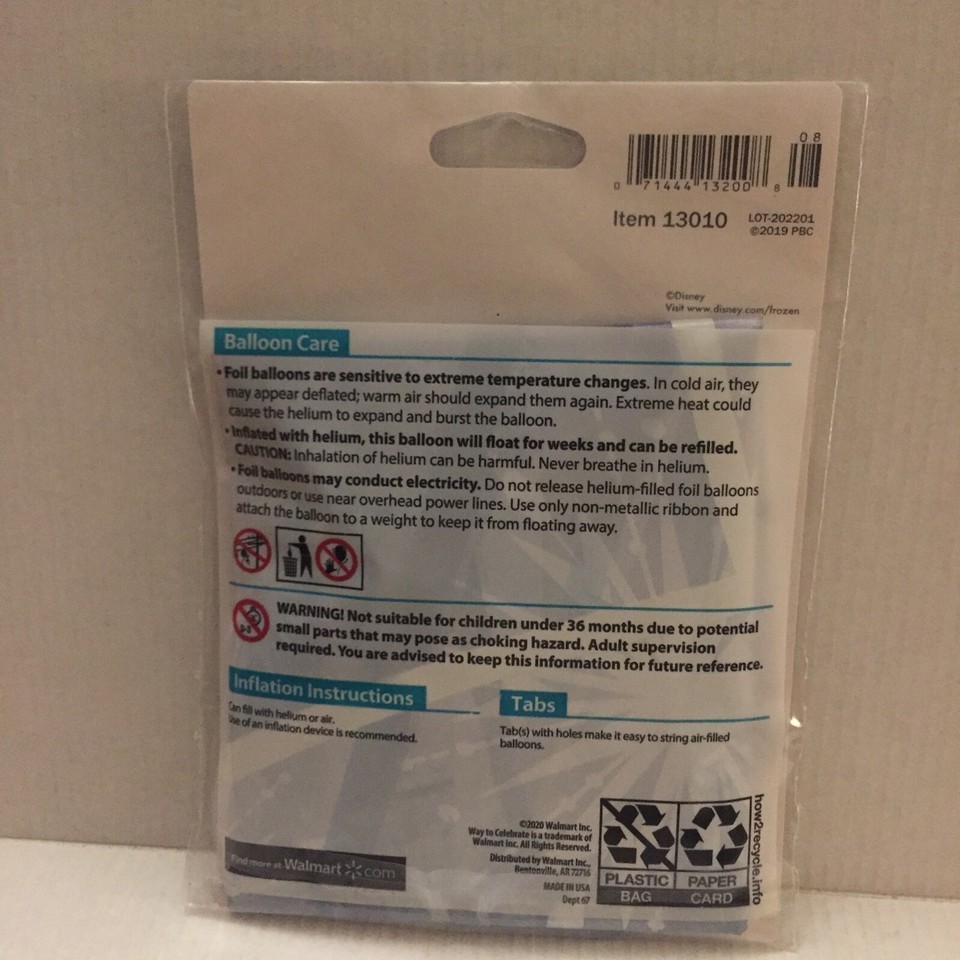 08
0 71444 13200 8
Item 13010
LOT-202201
©2019 PBC
©Disney
Visit www.disney.com/frozen
Balloon Care
• Foil balloons are sensitive to extreme temperature changes. In cold air, they
may appear deflated; warm air should expand them again. Extreme heat could
cause the helium to expand and burst the balloon.
• Inflated with helium, this balloon will float for weeks and can be refilled.
CAUTION: Inhalation of helium can be harmful. Never breathe in helium.
• Foil balloons may conduct electricity. Do not release helium-filled foil balloons
outdoors or use near overhead power lines. Use only non-metallic ribbon and
attach the balloon to a weight to keep it from floating away.
WARNING! Not suitable for children under 36 months due to potential
small parts that may pose as choking hazard. Adult supervision
required. You are advised to keep this information for future reference.
0-3
Inflation Instructions
Can fill with helium or air.
Use of an inflation device is recommended.
Tabs
Tab(s) with holes make it easy to string air-filled
balloons.
Find more at Walmart.com
©2020 Walmart Inc.
Way to Celebrate is a trademark of
Walmart Inc. All Rights Reserved.
Distributed by Walmart Inc.,
Bentonville, AR 72716
MADE IN USA
Dept 67
PLASTIC
BAG
PAPER
CARD
how2recycle.info